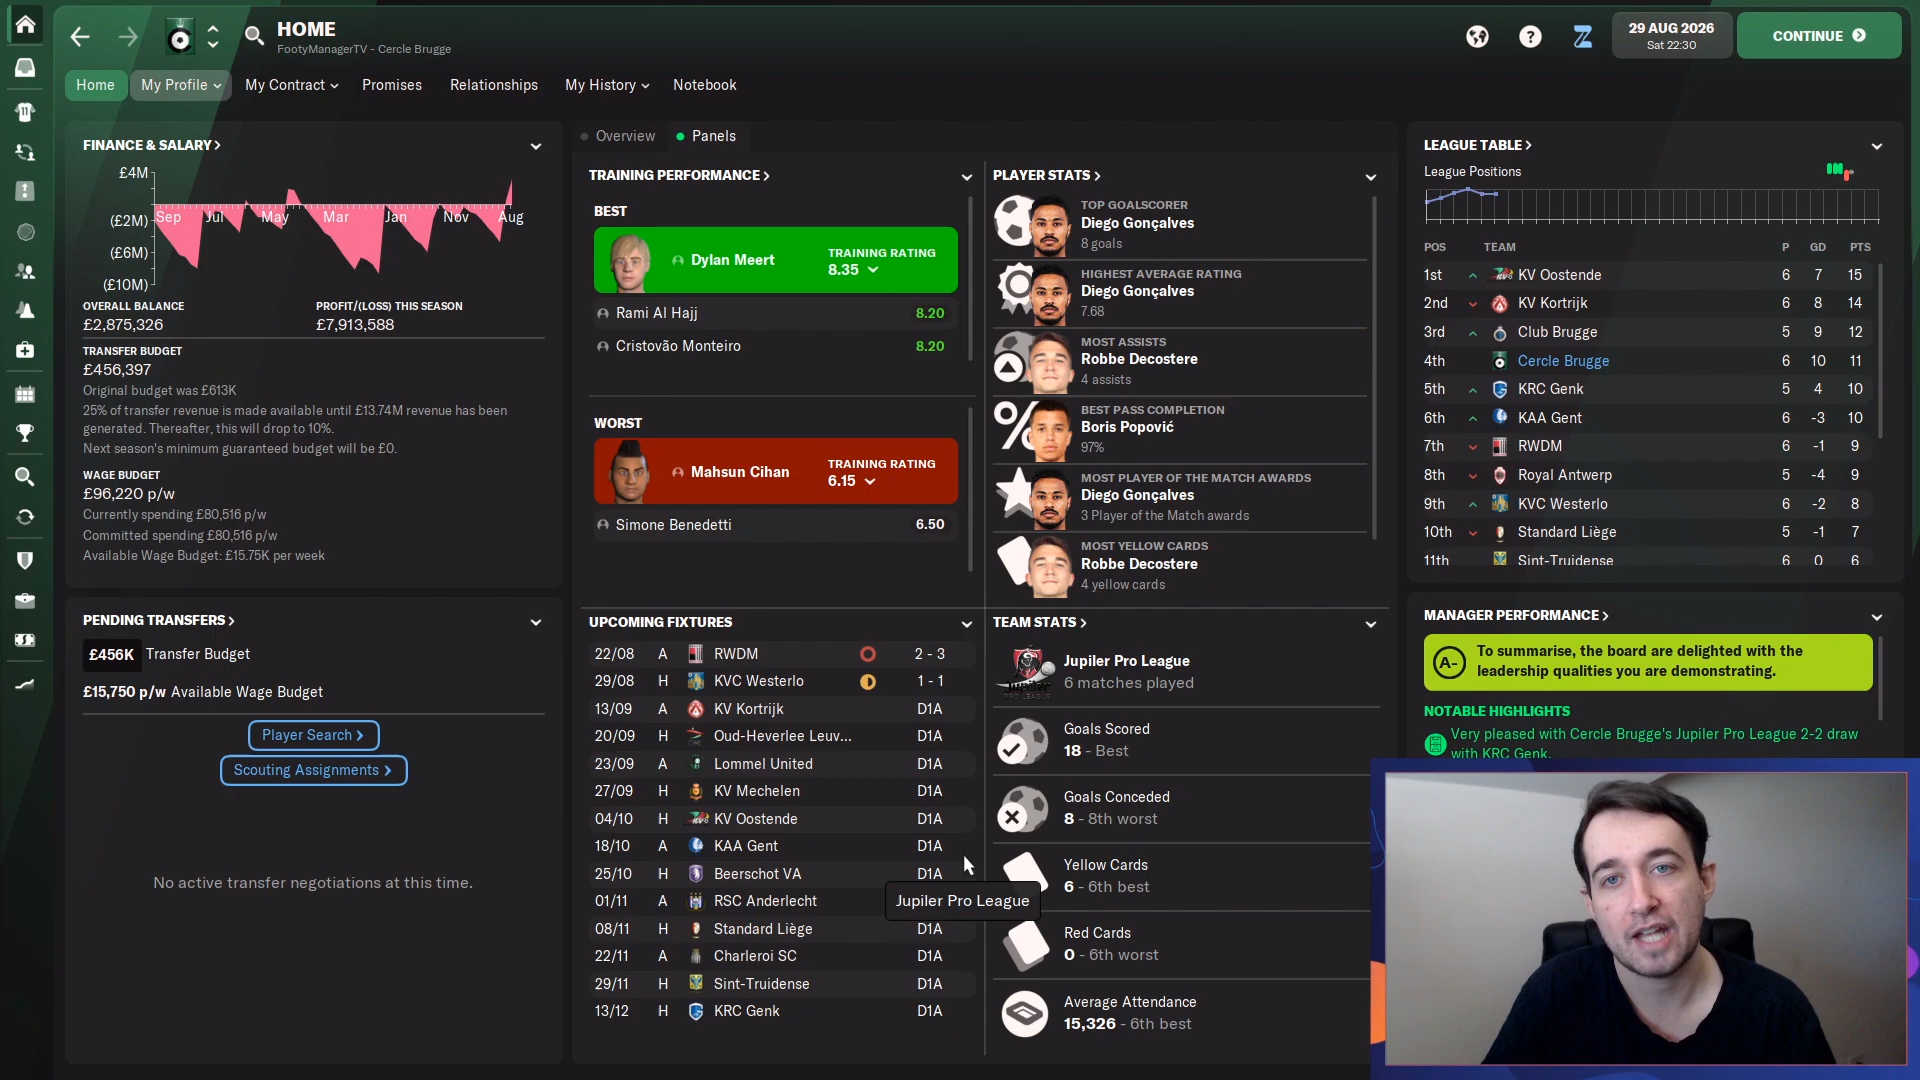 HOME
FootyManagerTV - Cercle Brugge
29 AUG 2026
Sat 22:30
CONTINUE
Home
My Profile
My Contract
Promises
Relationships
My History
Notebook
FINANCE & SALARY
£4M
(£2M)
(£6M)
(£10M)
Sep Jul May Mar Jan Nov Aug
OVERALL BALANCE
£2,875,326
PROFIT/(LOSS) THIS SEASON
£7,913,588
TRANSFER BUDGET
£456,397
Original budget was £613K
25% of transfer revenue is made available until £13.74M revenue has been
generated. Thereafter, this will drop to 10%.
Next season's minimum guaranteed budget will be £0.
WAGE BUDGET
£96,220 p/w
Currently spending £80,516 p/w
Committed spending £80,516 p/w
Available Wage Budget: £15.75K per week
PENDING TRANSFERS
£456K Transfer Budget
£15,750 p/w Available Wage Budget
Player Search
Scouting Assignments
No active transfer negotiations at this time.
Overview
Panels
TRAINING PERFORMANCE
BEST
Dylan Meert
TRAINING RATING
8.35
Rami Al Hajj 8.20
Cristovão Monteiro 8.20
WORST
Mahsun Cihan
TRAINING RATING
6.15
Simone Benedetti 6.50
PLAYER STATS
TOP GOALSCORER
Diego Gonçalves
8 goals
HIGHEST AVERAGE RATING
Diego Gonçalves
7.68
MOST ASSISTS
Robbe Decostere
4 assists
BEST PASS COMPLETION
Boris Popović
97%
MOST PLAYER OF THE MATCH AWARDS
Diego Gonçalves
3 Player of the Match awards
MOST YELLOW CARDS
Robbe Decostere
4 yellow cards
UPCOMING FIXTURES
22/08 A RWDM 2 - 3
29/08 H KVC Westerlo 1 - 1
13/09 A KV Kortrijk D1A
20/09 H Oud-Heverlee Leuv... D1A
23/09 A Lommel United D1A
27/09 H KV Mechelen D1A
04/10 H KV Oostende D1A
18/10 A KAA Gent D1A
25/10 H Beerschot VA D1A
01/11 A RSC Anderlecht
Jupiler Pro League
08/11 H Standard Liège D1A
22/11 A Charleroi SC D1A
29/11 H Sint-Truidense D1A
13/12 H KRC Genk D1A
TEAM STATS
Jupiler
Jupiler Pro League
6 matches played
Goals Scored
18 - Best
Goals Conceded
8 - 8th worst
Yellow Cards
6 - 6th best
Red Cards
0 - 6th worst
Average Attendance
15,326 - 6th best
LEAGUE TABLE
League Positions
POS TEAM P GD PTS
1st KV Oostende 6 7 15
2nd KV Kortrijk 6 8 14
3rd Club Brugge 5 9 12
4th Cercle Brugge 6 10 11
5th KRC Genk 5 4 10
6th KAA Gent 6 -3 10
7th RWDM 6 -1 9
8th Royal Antwerp 5 -4 9
9th KVC Westerlo 6 -2 8
10th Standard Liège 5 -1 7
11th Sint-Truidense 6 0 6
MANAGER PERFORMANCE
A-
To summarise, the board are delighted with the
leadership qualities you are demonstrating.
NOTABLE HIGHLIGHTS
Very pleased with Cercle Brugge's Jupiler Pro League 2-2 draw
with KRC Genk.